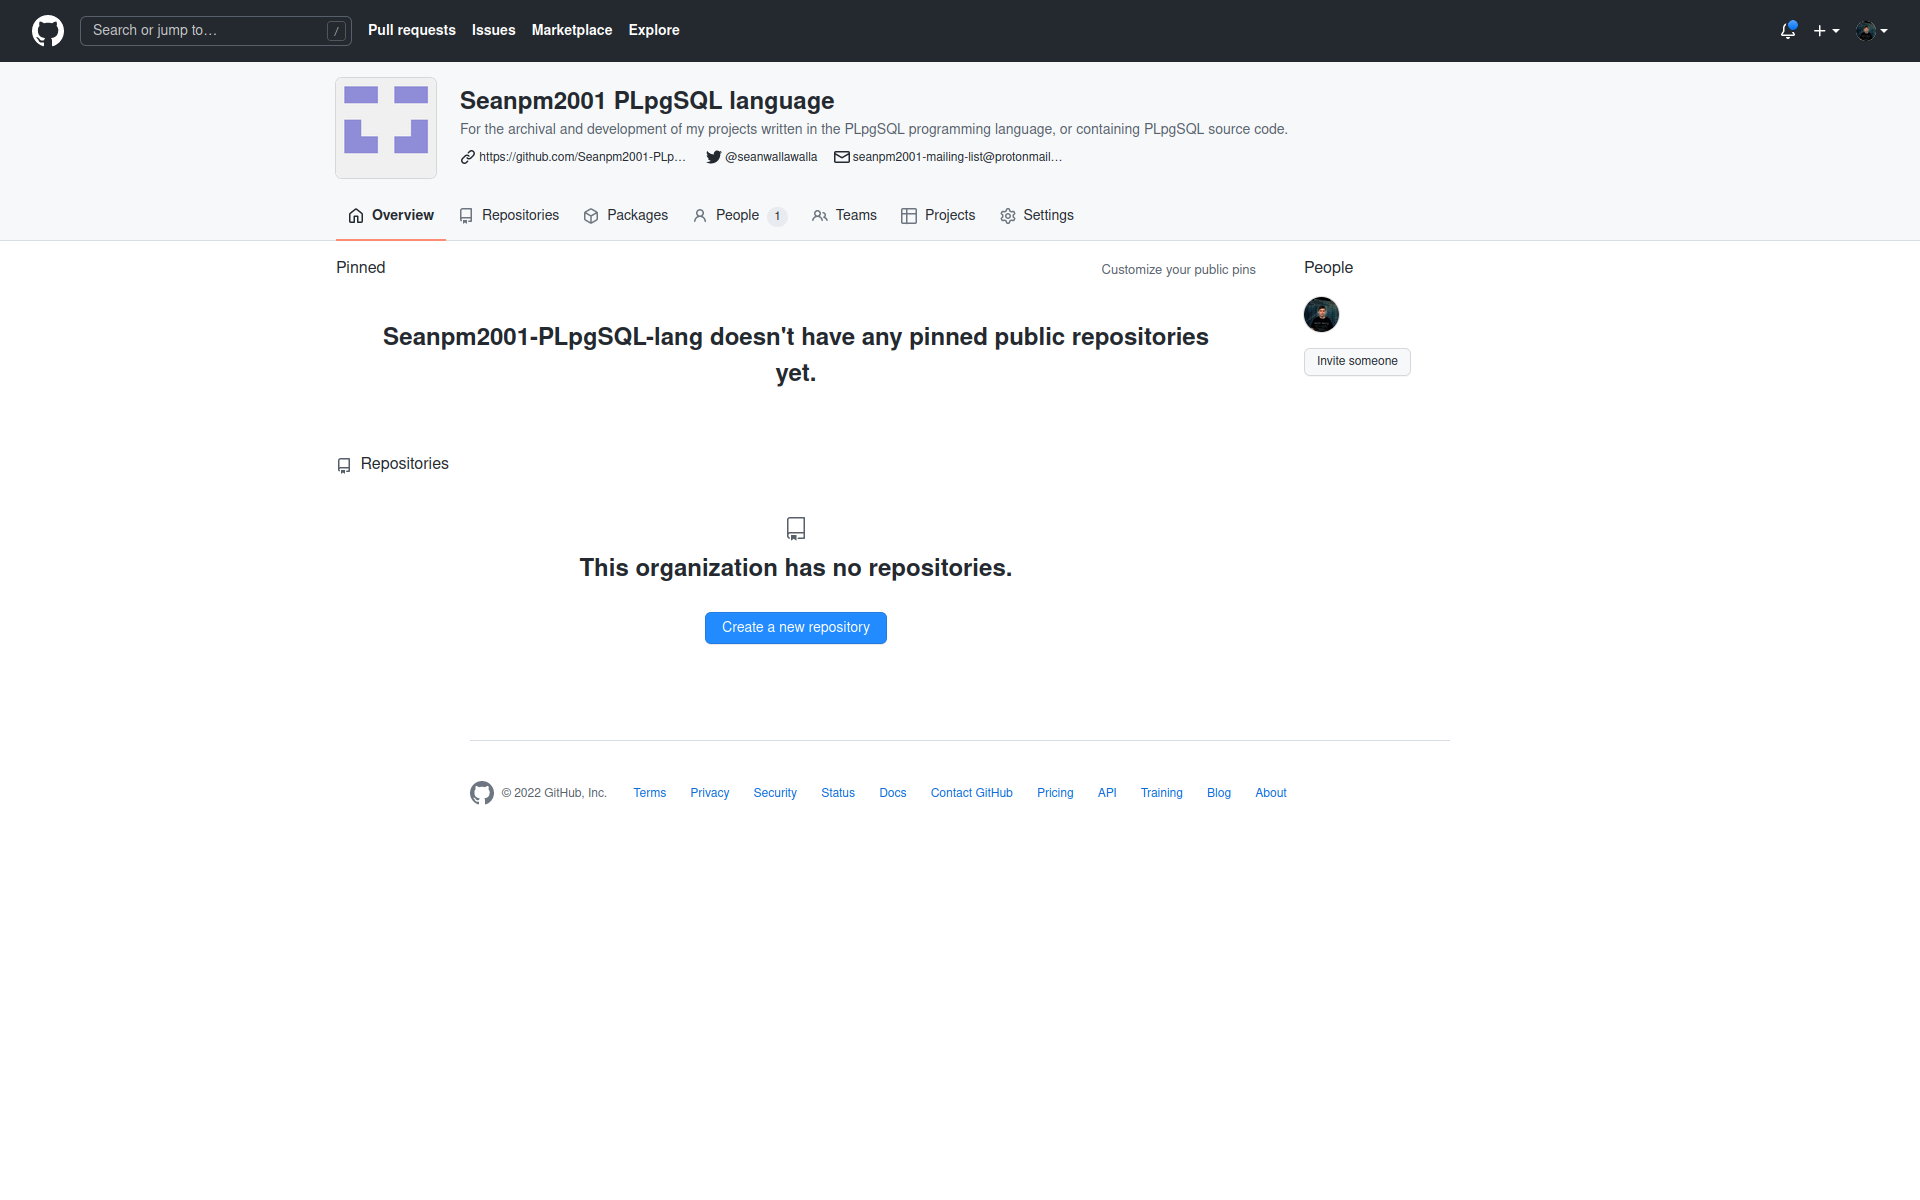 Search or jump to…
/
Pull requests
Issues
Marketplace
Explore
Seanpm2001 PLpgSQL language
For the archival and development of my projects written in the PLpgSQL programming language, or containing PLpgSQL source code.
https://github.com/Seanpm2001-PLp…
@seanwallawalla
seanpm2001-mailing-list@protonmail…
Overview
Repositories
Packages
People 1
Teams
Projects
Settings
Pinned
Customize your public pins
People
Seanpm2001-PLpgSQL-lang doesn't have any pinned public repositories
yet.
Invite someone
Repositories
This organization has no repositories.
Create a new repository
© 2022 GitHub, Inc.
Terms
Privacy
Security
Status
Docs
Contact GitHub
Pricing
API
Training
Blog
About